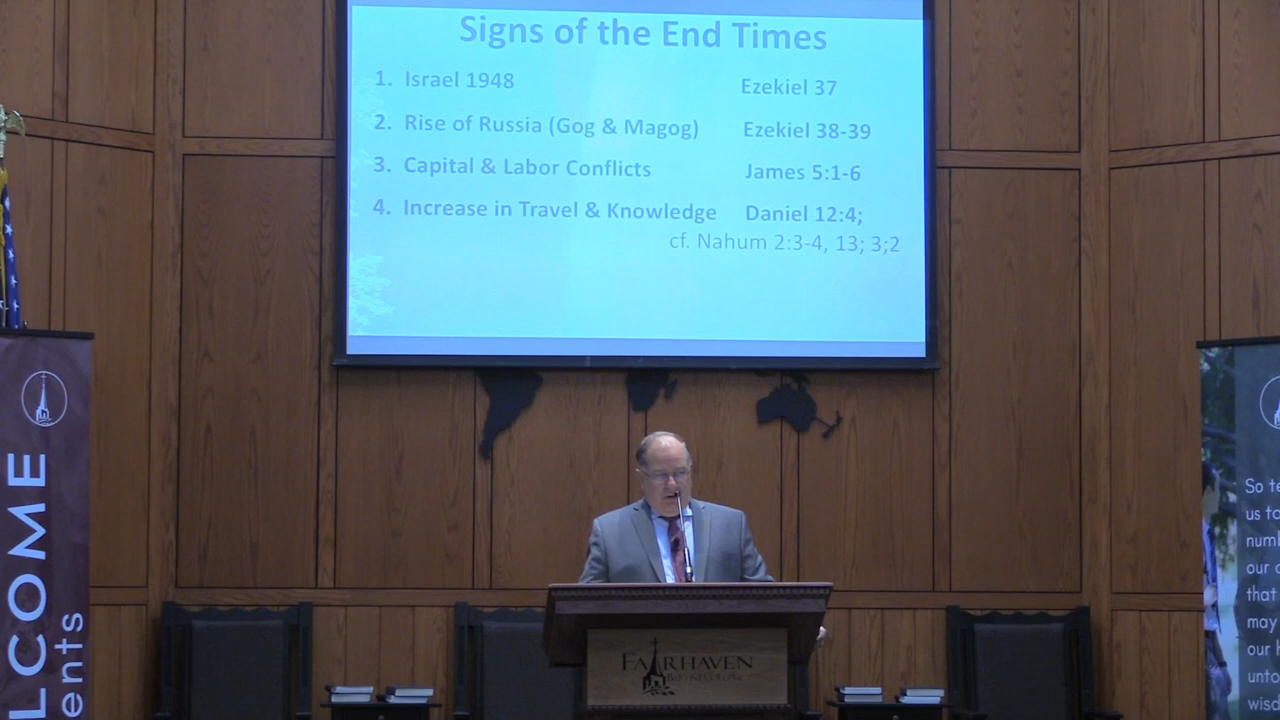 Signs of the End Times
1. Israel 1948 Ezekiel 37
2. Rise of Russia (Gog & Magog) Ezekiel 38-39
3. Capital & Labor Conflicts James 5:1-6
4. Increase in Travel & Knowledge Daniel 12:4;
cf. Nahum 2:3-4, 13; 3;2
LCOME
ents
FAIRHAVEN
BAPTIST COLLEGE
So te
us to
numb
our d
that
may
our h
unto
wisd